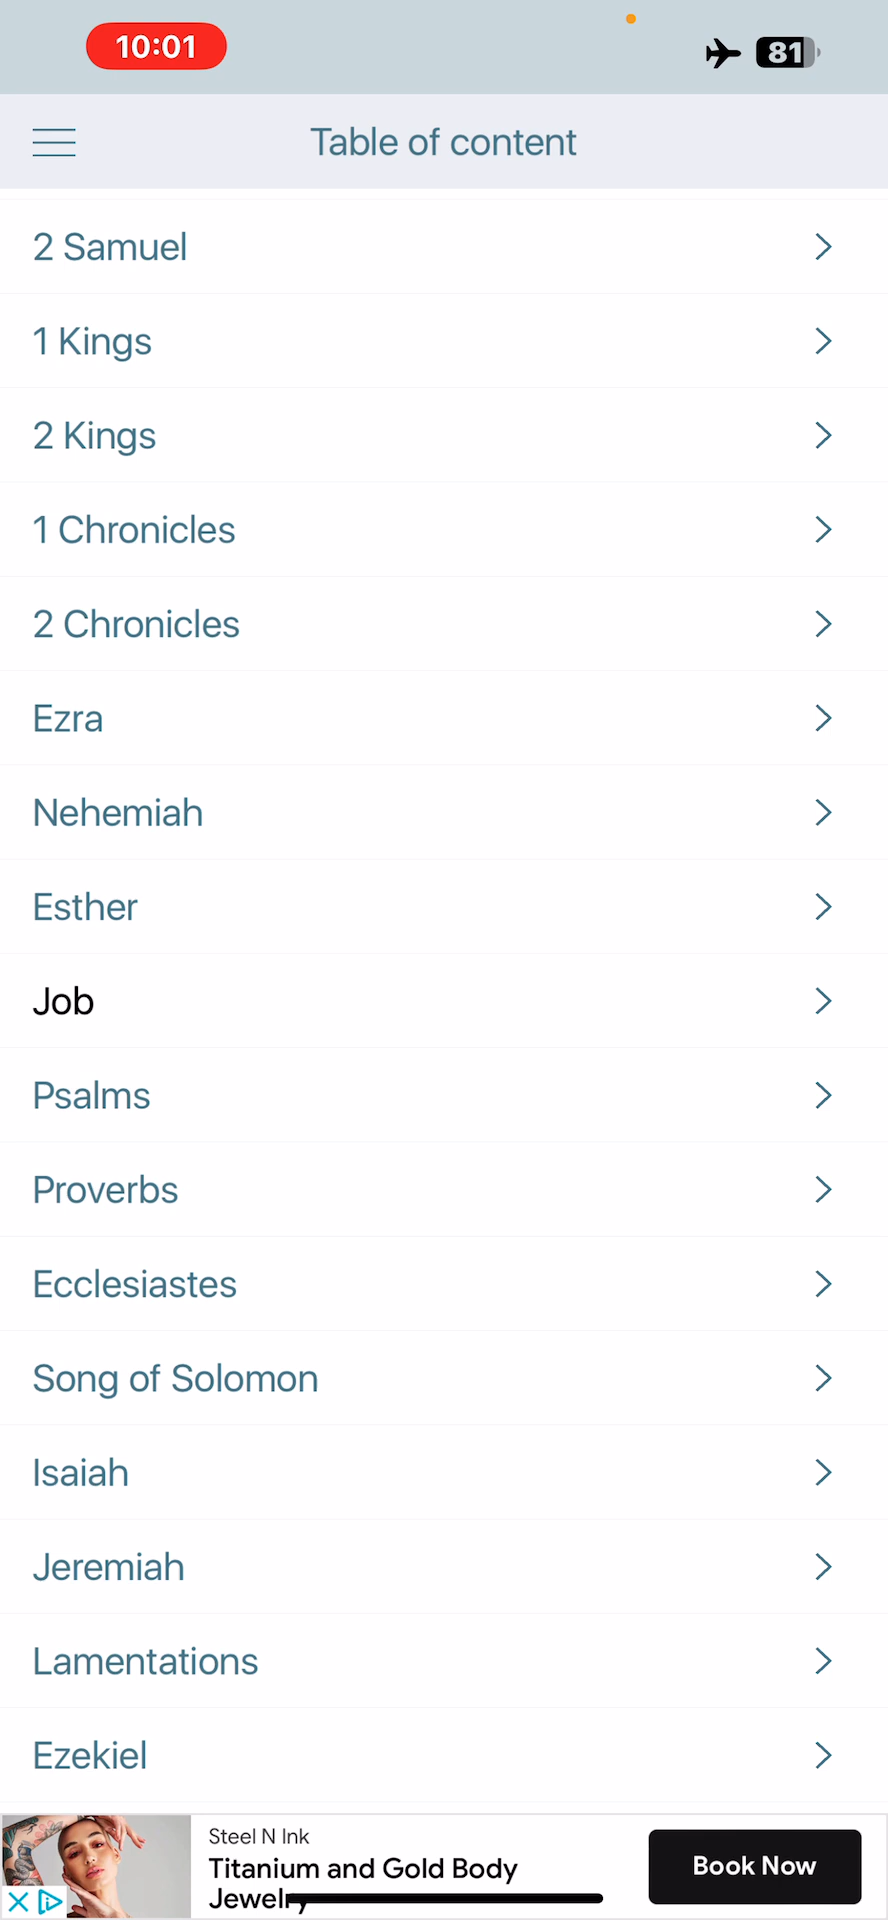 10:01
81
Table of content
2 Samuel
1 Kings
2 Kings
1 Chronicles
2 Chronicles
Ezra
Nehemiah
Esther
Job
Psalms
Proverbs
Ecclesiastes
Song of Solomon
Isaiah
Jeremiah
Lamentations
Ezekiel
Steel N Ink
Titanium and Gold Body
Jewelry
Book Now